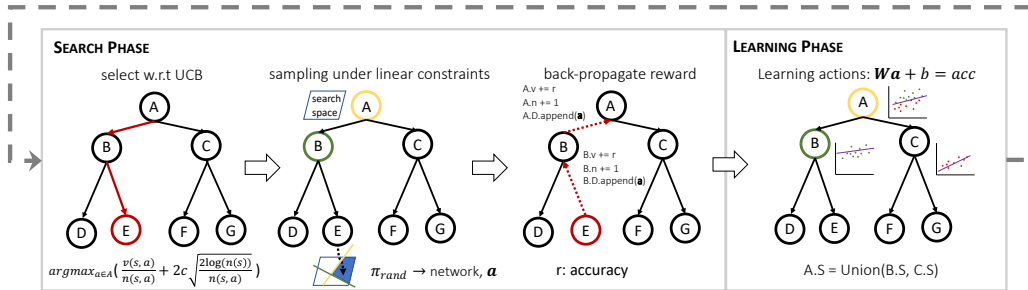 SEARCH PHASE
select w.r.t UCB
A
B
C
D
E
F
G
argmax_{a∈A}( v(s, a) / n(s, a) + 2c √( 2log(n(s)) / n(s, a) ) )
sampling under linear constraints
search
space
A
B
C
D
E
F
G
π_rand → network, a
back-propagate reward
A.v += r
A.n += 1
A.D.append(a)
A
B
C
B.v += r
B.n += 1
B.D.append(a)
D
E
F
G
r: accuracy
LEARNING PHASE
Learning actions: Wa + b = acc
A
B
C
D
E
F
G
A.S = Union(B.S, C.S)